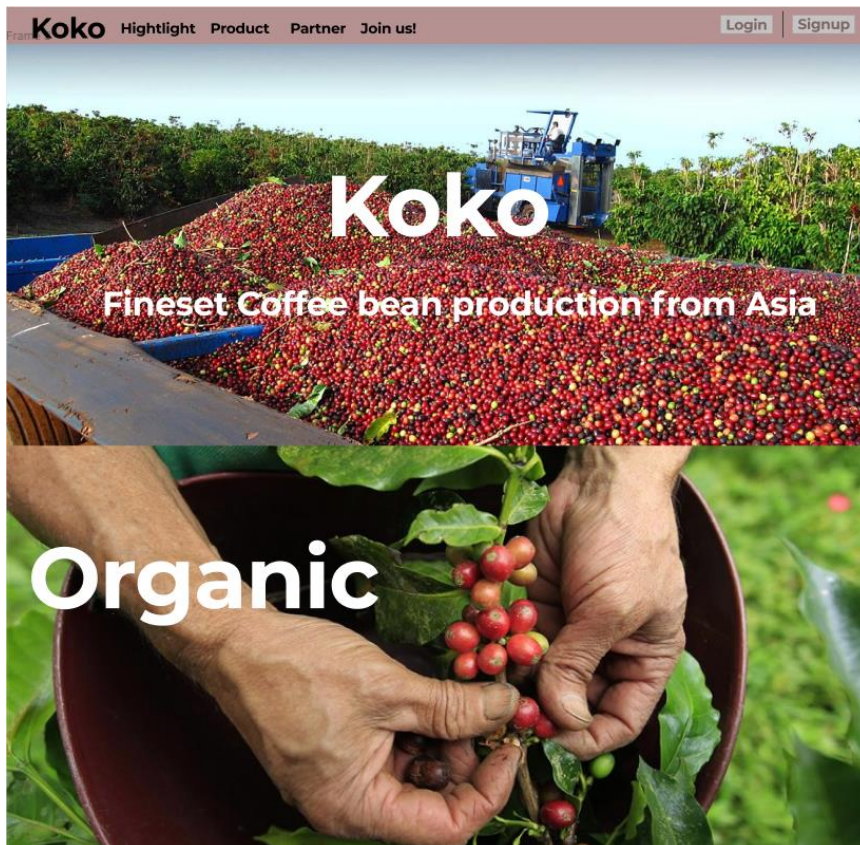 Koko Hightlight Product Partner Join us! Login Signup
Koko
Fineset Coffee bean production from Asia
Organic